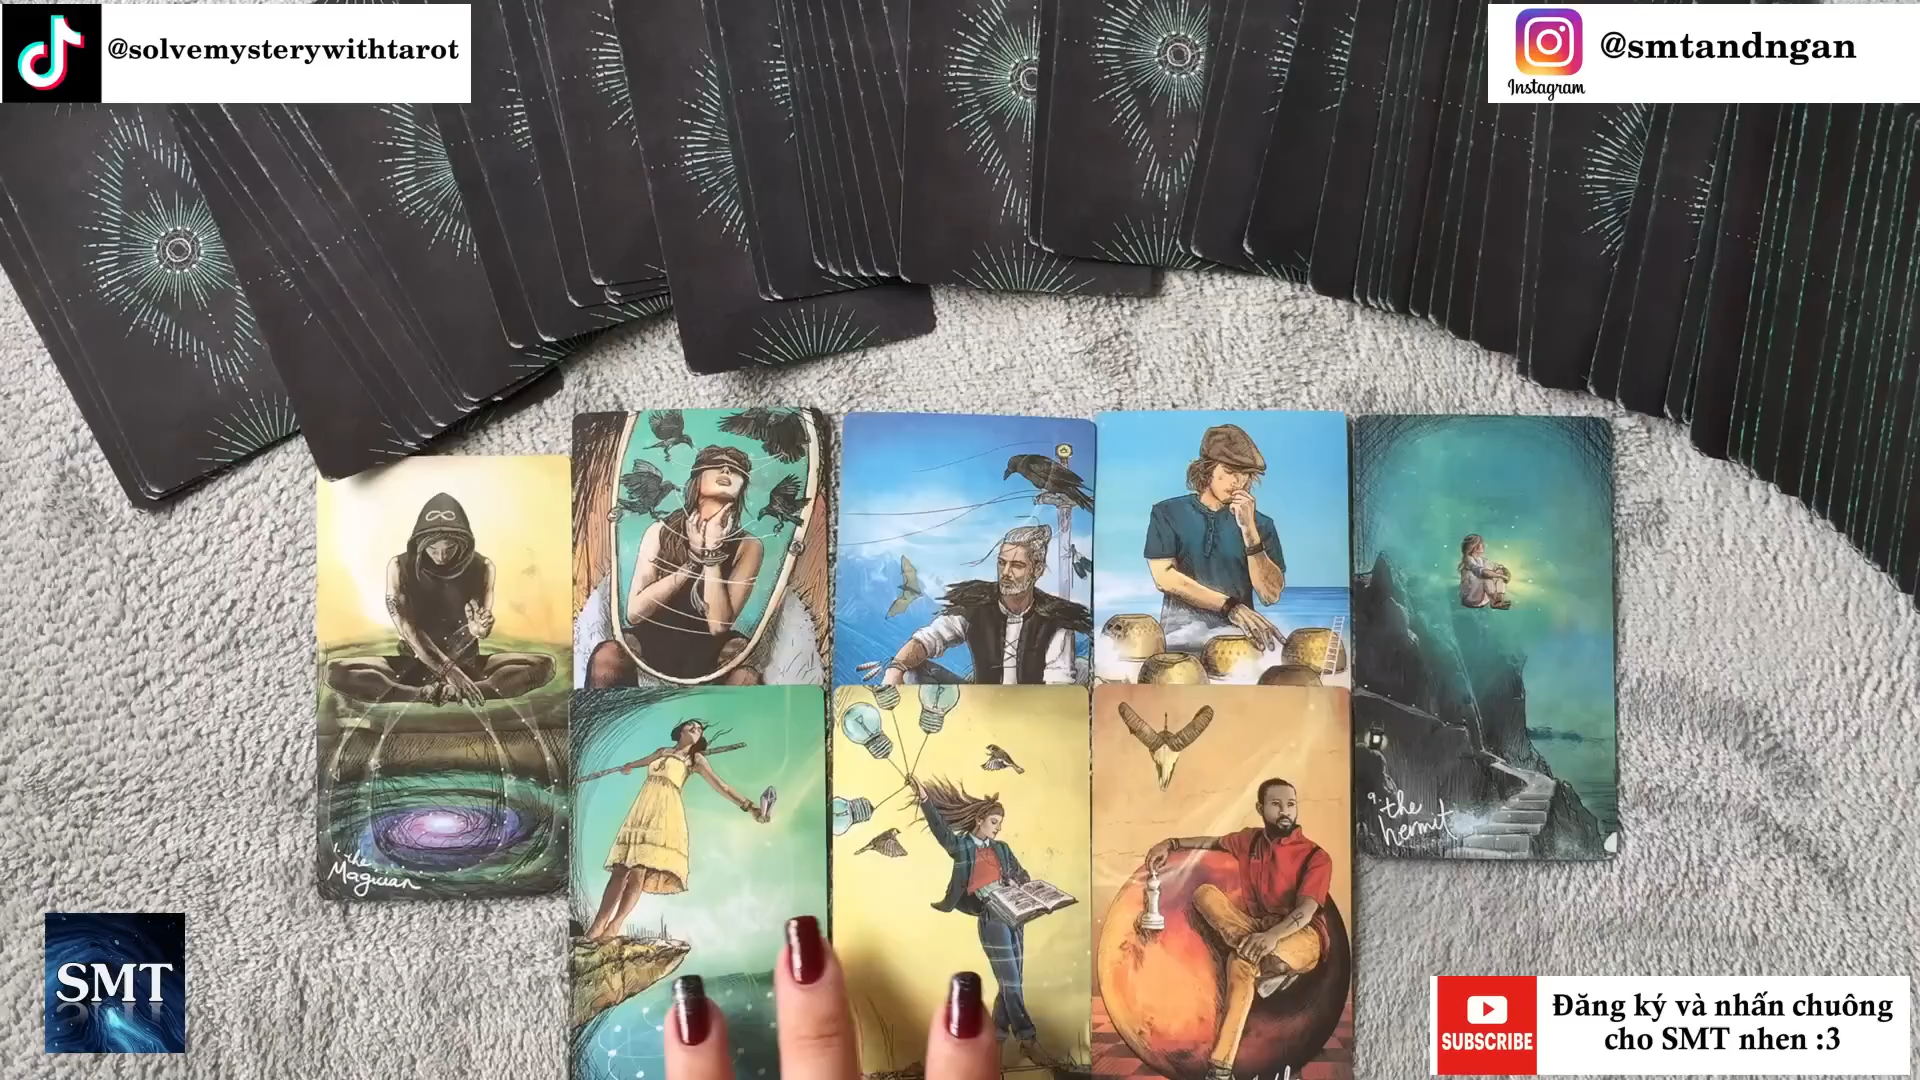 @solvemysterywithtarot
@smtandngan
Instagram
1. the
Magician
9. the
hermit
SMT
SUBSCRIBE
Đăng ký và nhấn chuông
cho SMT nhen :3